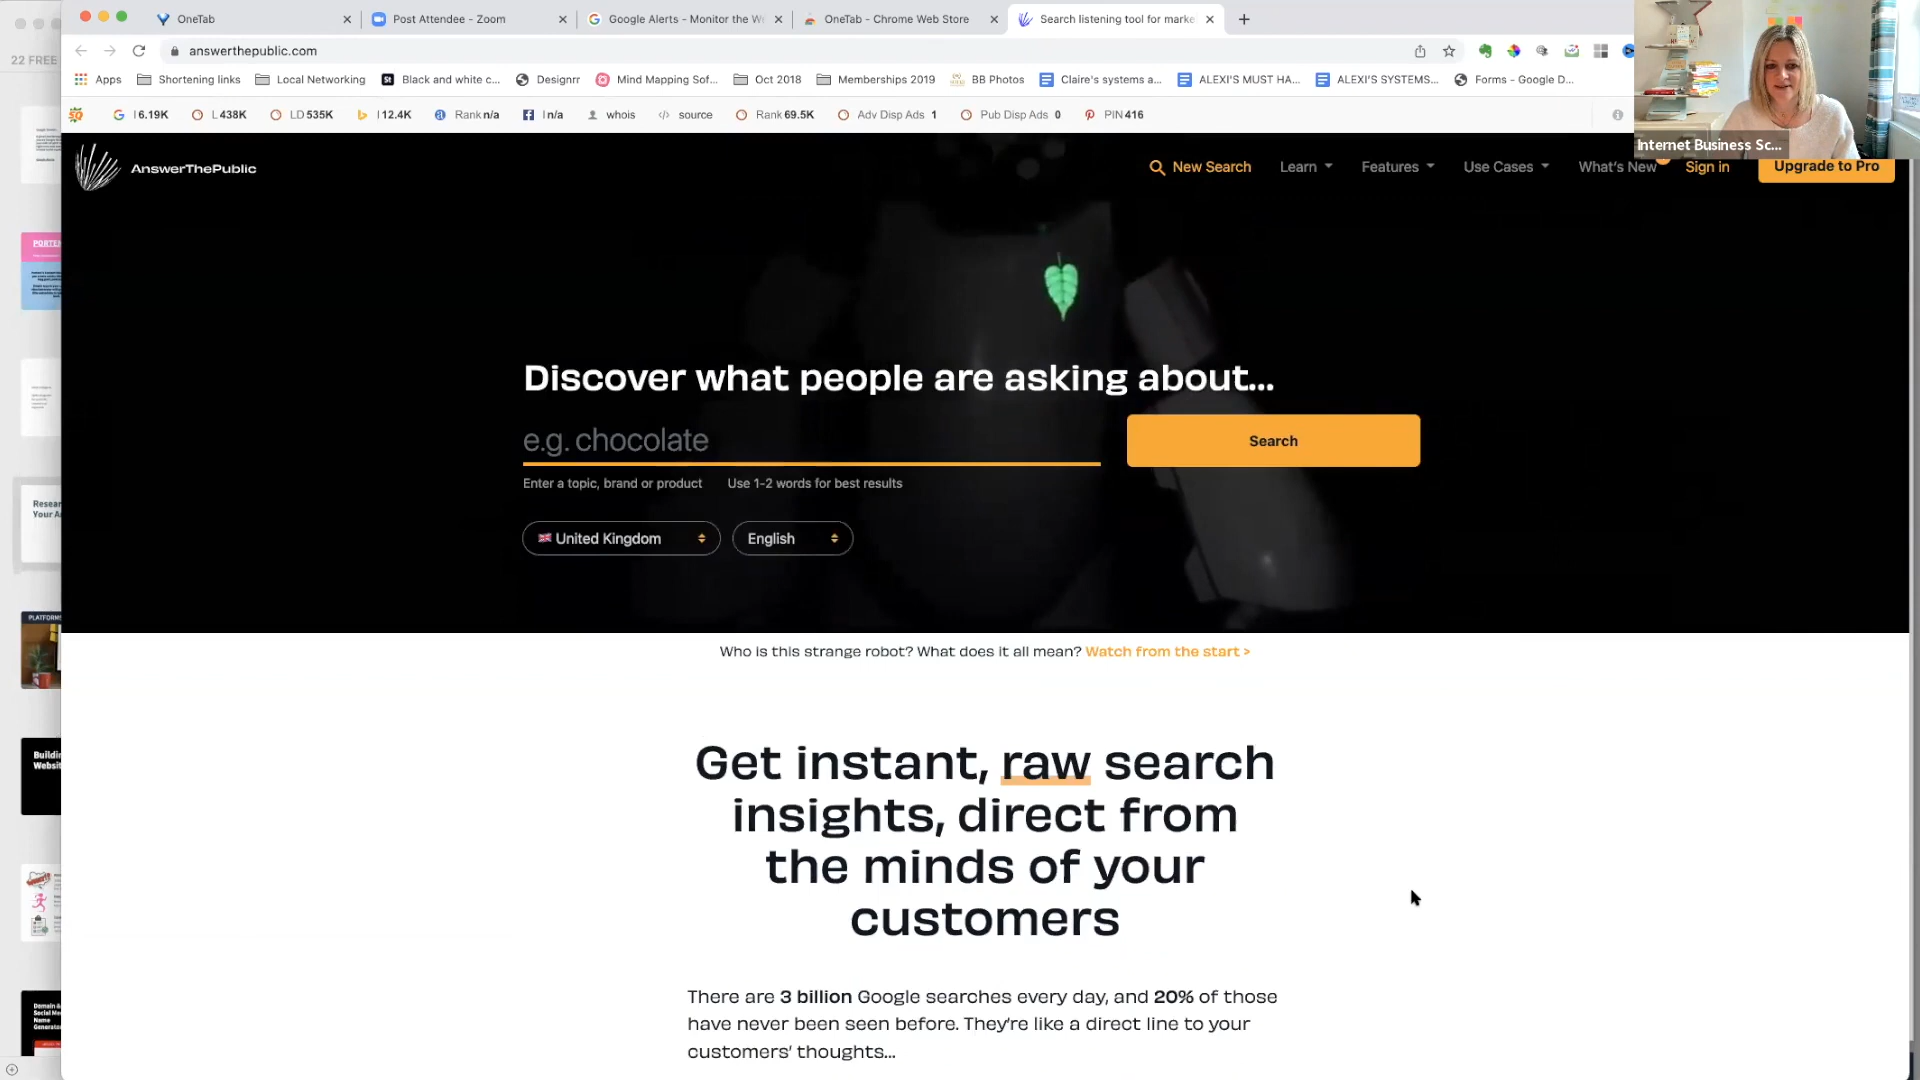 OneTab
Post Attendee - Zoom
Google Alerts - Monitor the W
OneTab - Chrome Web Store
Search listening tool for marke
22 FREE
answerthepublic.com
Apps
Shortening links
Local Networking
Black and white c...
Designrr
Mind Mapping Sof...
Oct 2018
Memberships 2019
BB Photos
Claire's systems a...
ALEXI'S MUST HA...
ALEXI'S SYSTEMS...
Forms - Google D...
I 6.19K
L 438K
LD 535K
I 12.4K
Rank n/a
I n/a
whois
source
Rank 69.5K
Adv Disp Ads 1
Pub Disp Ads 0
PIN 416
Internet Business Sc...
AnswerThePublic
New Search
Learn
Features
Use Cases
What's New
Sign in
Upgrade to Pro
Discover what people are asking about...
e.g. chocolate
Search
Enter a topic, brand or product
Use 1-2 words for best results
United Kingdom
English
Who is this strange robot? What does it all mean? Watch from the start >
Get instant, raw search
insights, direct from
the minds of your
customers
There are 3 billion Google searches every day, and 20% of those
have never been seen before. They're like a direct line to your
customers' thoughts...